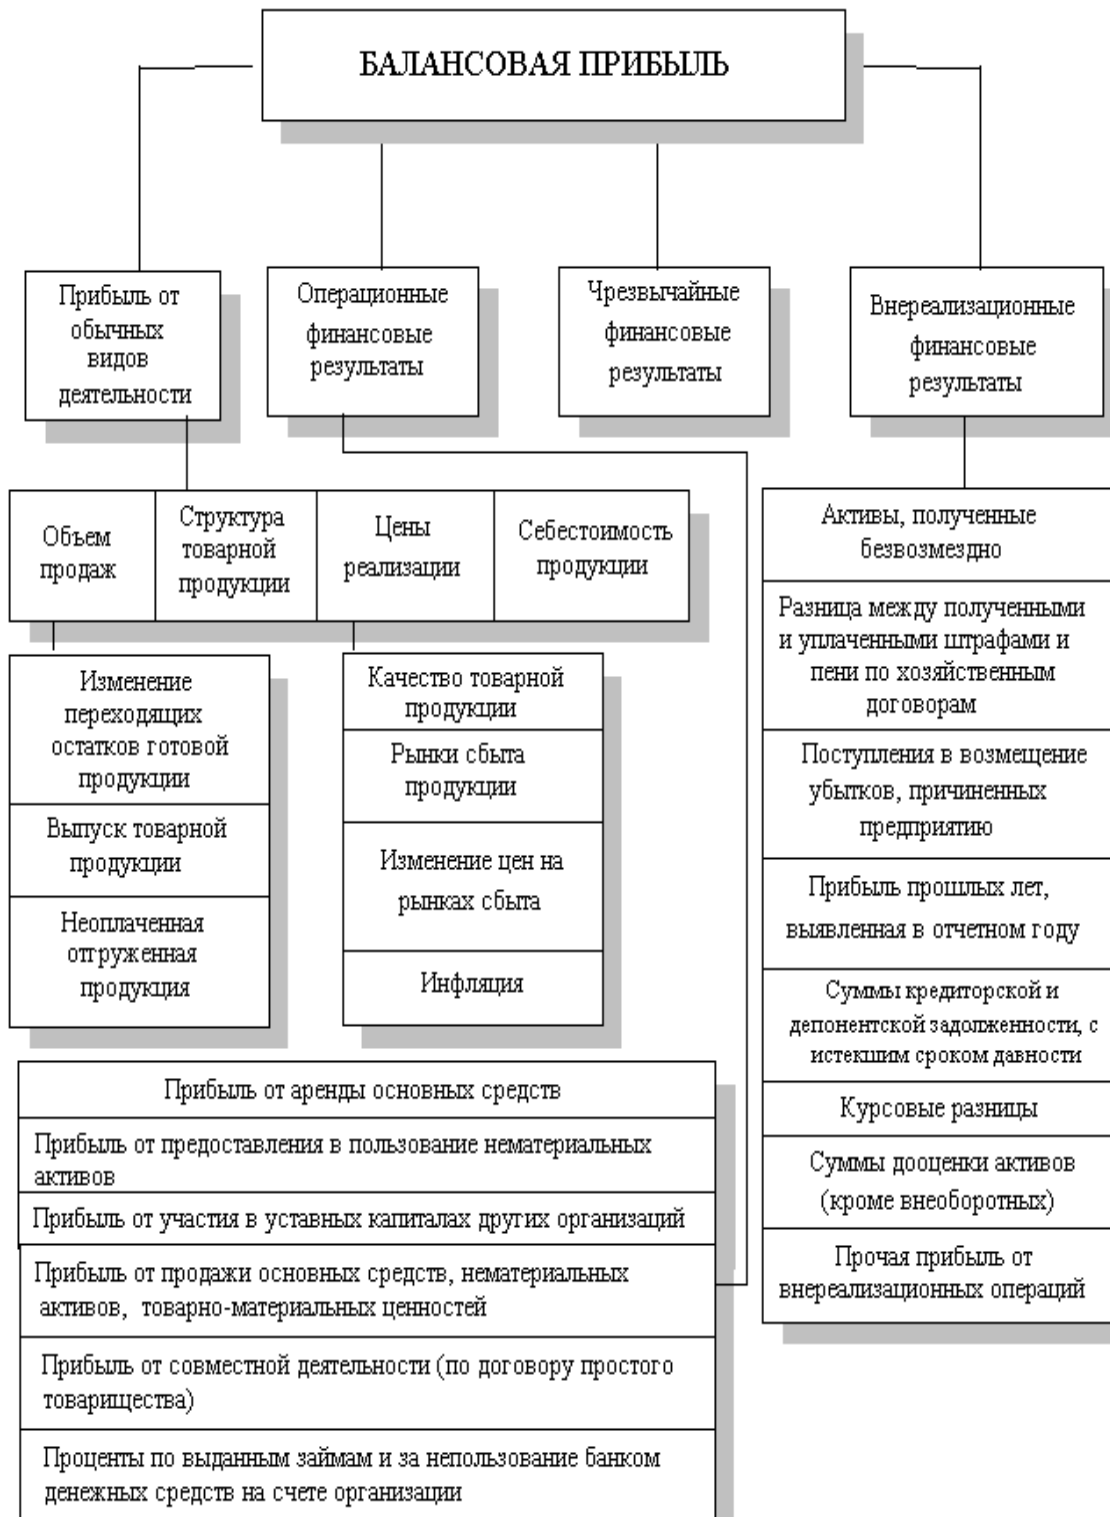 БАЛАНСОВАЯ ПРИБЫЛЬ
Прибыль от
обычных
видов
деятельности
Операционные
финансовые
результаты
Чрезвычайные
финансовые
результаты
Внереализационные
финансовые
результаты
Объем
продаж
Структура
товарной
продукции
Цены
реализации
Себестоимость
продукции
Изменение
переходящих
остатков готовой
продукции
Выпуск товарной
продукции
Неоплаченная
отгруженная
продукция
Качество товарной
продукции
Рынки сбыта
продукции
Изменение цен на
рынках сбыта
Инфляция
Активы, полученные
безвозмездно
Разница между полученными
и уплаченными штрафами и
пени по хозяйственным
договорам
Поступления в возмещение
убытков, причиненных
предприятию
Прибыль прошлых лет,
выявленная в отчетном году
Суммы кредиторской и
депонентской задолженности, с
истекшим сроком давности
Курсовые разницы
Суммы дооценки активов
(кроме внеоборотных)
Прочая прибыль от
внереализационных операций
Прибыль от аренды основных средств
Прибыль от предоставления в пользование нематериальных
активов
Прибыль от участия в уставных капиталах других организаций
Прибыль от продажи основных средств, нематериальных
активов, товарно-материальных ценностей
Прибыль от совместной деятельности (по договору простого
товарищества)
Проценты по выданным займам и за непользование банком
денежных средств на счете организации